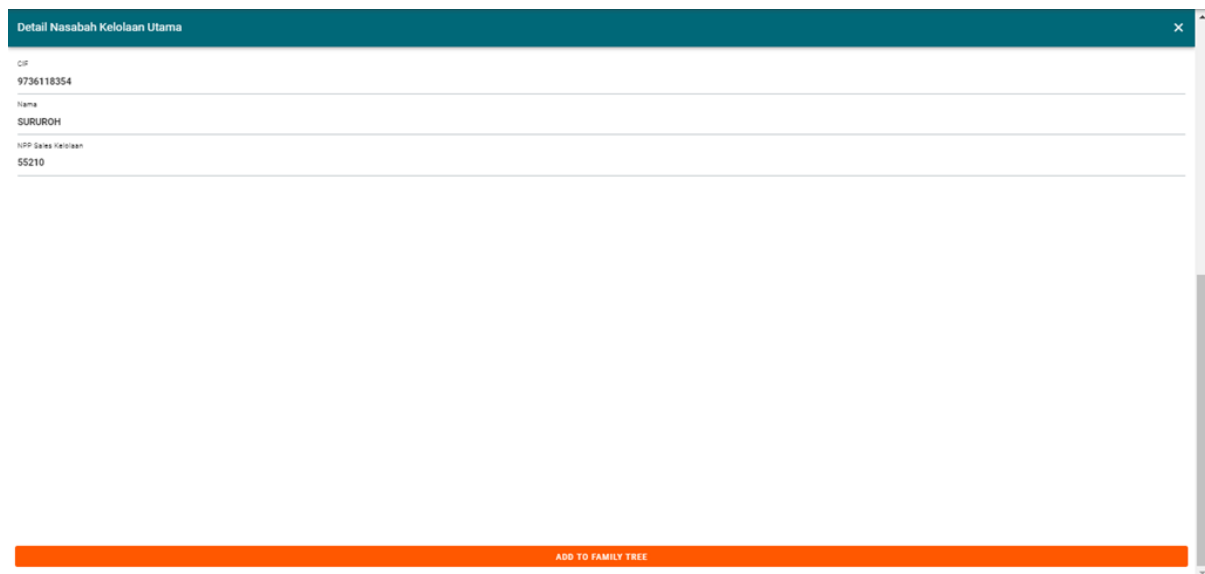 Detail Nasabah Kelolaan Utama
CIF
9736118354
Nama
SURUROH
NPP Sales Kelolaan
55210
ADD TO FAMILY TREE